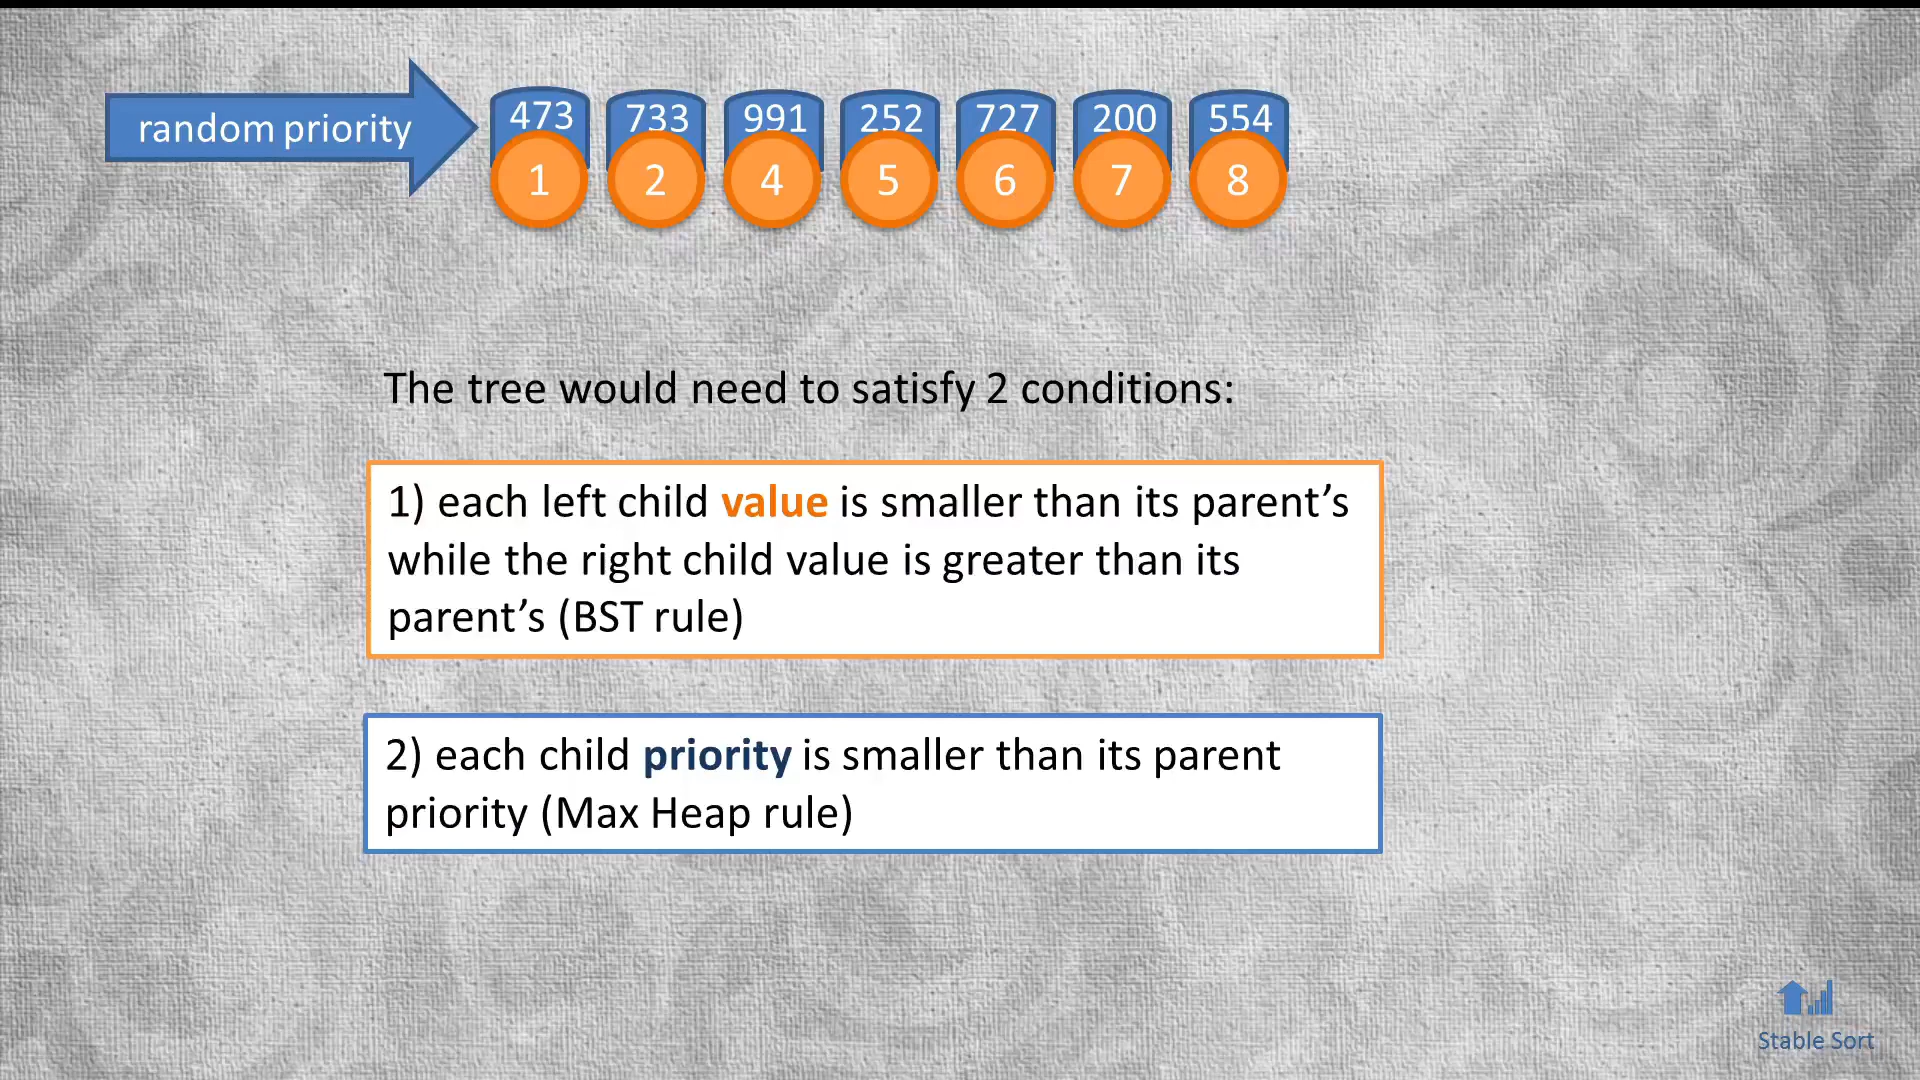 random priority
473 733 991 252 727 200 554
1 2 4 5 6 7 8
The tree would need to satisfy 2 conditions:
1) each left child value is smaller than its parent’s
while the right child value is greater than its
parent’s (BST rule)
2) each child priority is smaller than its parent
priority (Max Heap rule)
Stable Sort